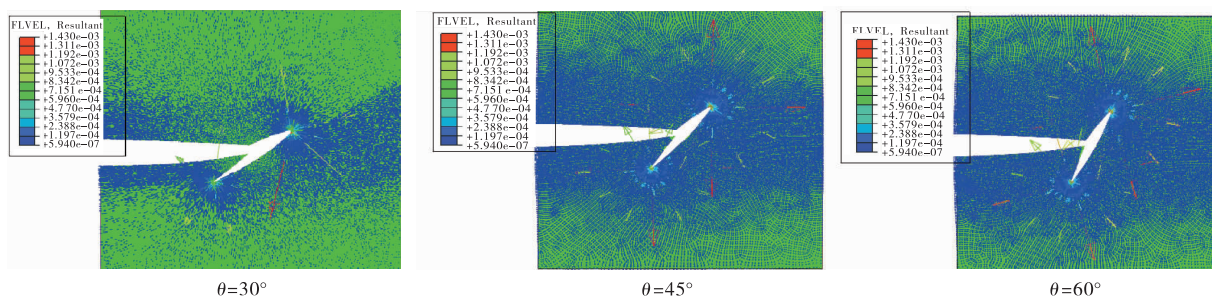 FLVEL, Resultant
+1.430e−03
+1.311e−03
+1.192e−03
+1.072e−03
+9.533e−04
+8.342e−04
+7.151 e−04
+5.960e−04
+4.770e−04
+3.579e−04
+2.388e−04
+1.197e−04
+5.940e−07
θ=30°
FLVEL, Resultant
+1.430e−03
+1.311e−03
+1.192e−03
+1.072e−03
+9.533e−04
+8.342e−04
+7.151 e−04
+5.960e−04
+4.770e−04
+3.579e−04
+2.388e−04
+1.197e−04
+5.940e−07
θ=45°
FLVEL, Resultant
+1.430e−03
+1.311e−03
+1.192e−03
+1.072e−03
+9.533e−04
+8.342e−04
+7.151 e−04
+5.960e−04
+4.770e−04
+3.579e−04
+2.388e−04
+1.197e−04
+5.940e−07
θ=60°